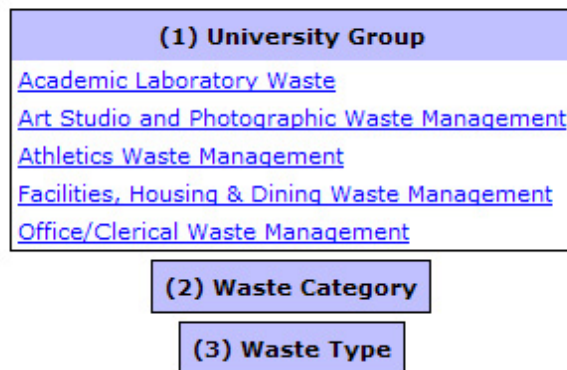 (1) University Group
Academic Laboratory Waste
Art Studio and Photographic Waste Management
Athletics Waste Management
Facilities, Housing & Dining Waste Management
Office/Clerical Waste Management
(2) Waste Category
(3) Waste Type